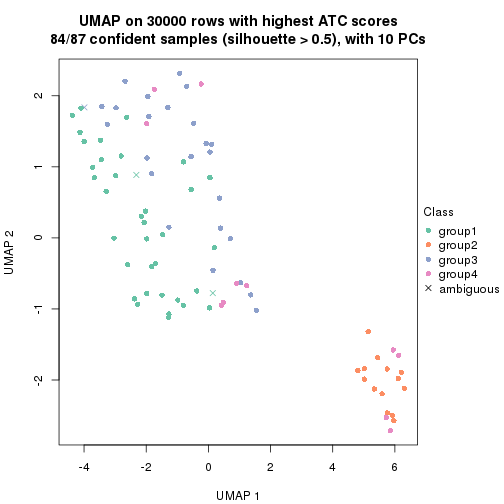 UMAP on 30000 rows with highest ATC scores
84/87 confident samples (silhouette > 0.5), with 10 PCs
2
1
0
-1
-2
UMAP 2
-4
-2
0
2
4
6
UMAP 1
Class
group1
group2
group3
group4
ambiguous